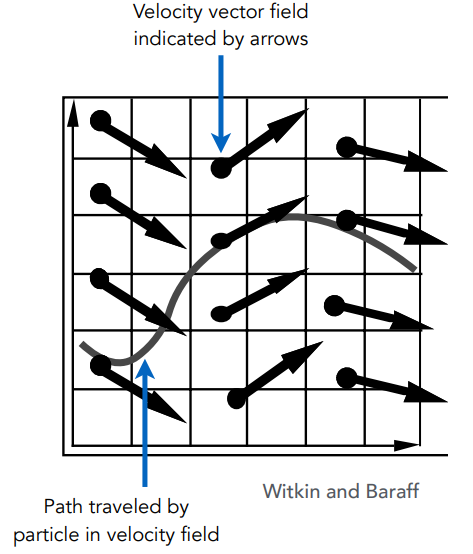 Velocity vector field
indicated by arrows
Witkin and Baraff
Path traveled by
particle in velocity field